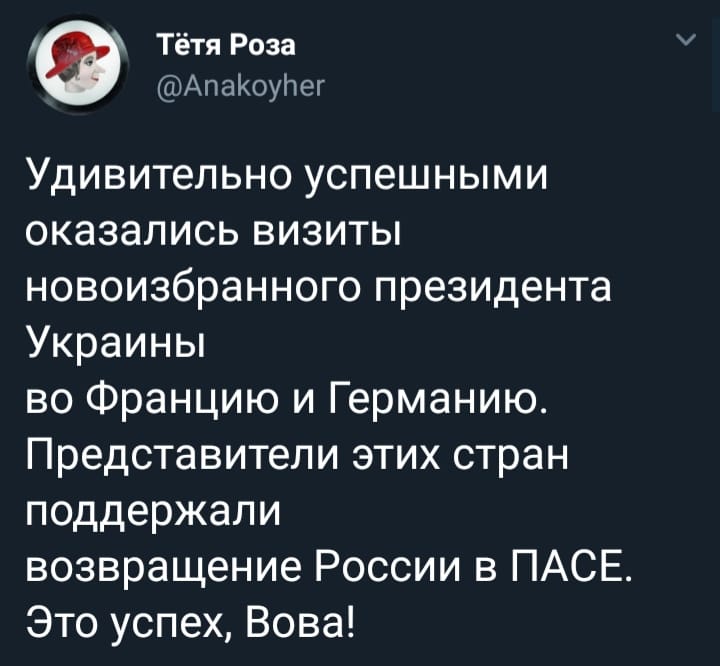 Тётя Роза
@Anakoyher
Удивительно успешными
оказались визиты
новоизбранного президента
Украины
во Францию и Германию.
Представители этих стран
поддержали
возвращение России в ПАСЕ.
Это успех, Вова!